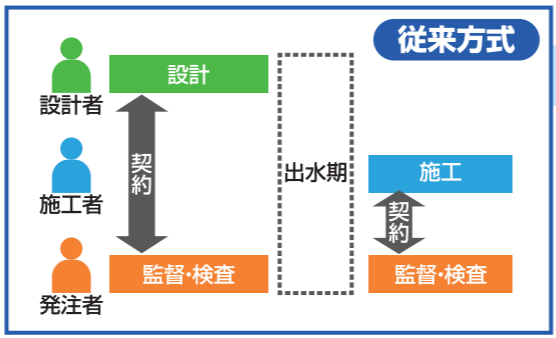 従来方式
設計者
設計
契約
施工者
出水期
施工
契約
発注者
監督・検査
監督・検査